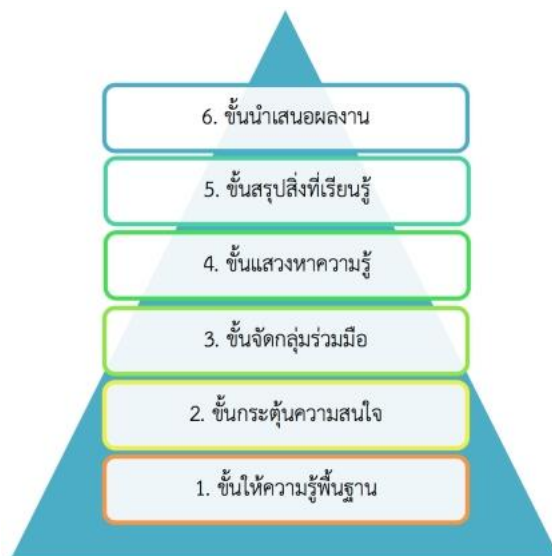 6. ขั้นนำเสนอผลงาน
5. ขั้นสรุปสิ่งที่เรียนรู้
4. ขั้นแสวงหาความรู้
3. ขั้นจัดกลุ่มร่วมมือ
2. ขั้นกระตุ้นความสนใจ
1. ขั้นให้ความรู้พื้นฐาน